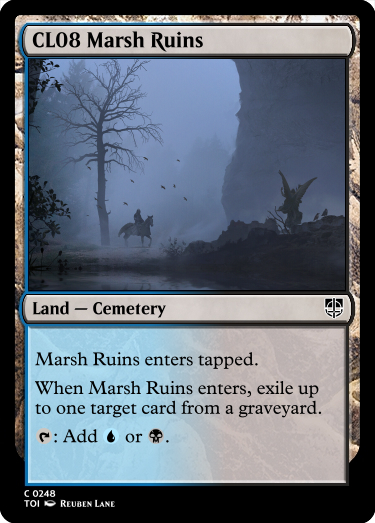 CL08 Marsh Ruins
Land — Cemetery
Marsh Ruins enters tapped.
When Marsh Ruins enters, exile up
to one target card from a graveyard.
: Add or .
C 0248
TOI Reuben Lane